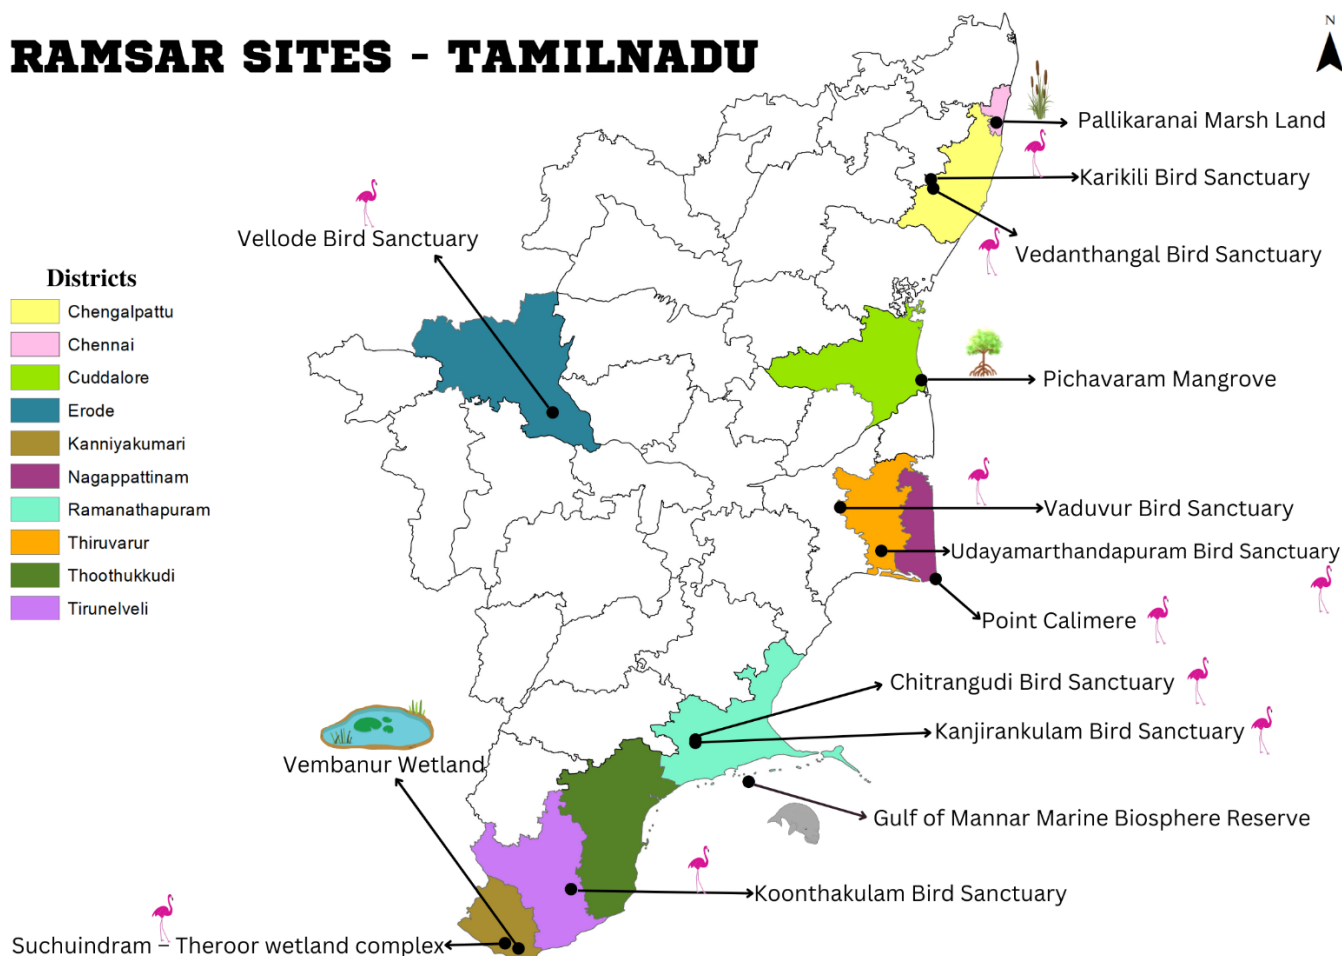 RAMSAR SITES - TAMILNADU
N
Pallikaranai Marsh Land
Karikili Bird Sanctuary
Vellode Bird Sanctuary
Vedanthangal Bird Sanctuary
Districts
Chengalpattu
Chennai
Cuddalore
Erode
Kanniyakumari
Nagappattinam
Ramanathapuram
Thiruvarur
Thoothukkudi
Tirunelveli
Pichavaram Mangrove
Vaduvur Bird Sanctuary
Udayamarthandapuram Bird Sanctuary
Point Calimere
Chitrangudi Bird Sanctuary
Kanjirankulam Bird Sanctuary
Vembanur Wetland
Gulf of Mannar Marine Biosphere Reserve
Koonthakulam Bird Sanctuary
Suchuindram – Theroor wetland complex